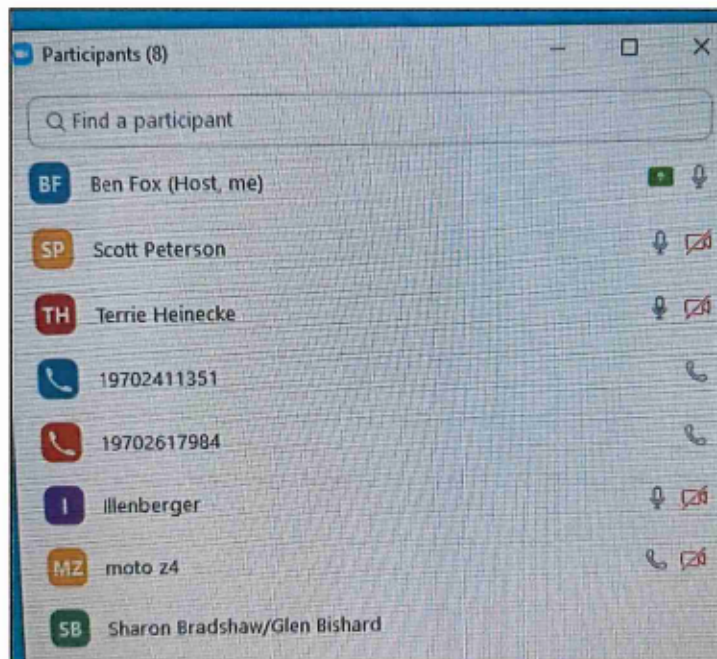 Participants (8)
Find a participant
BF Ben Fox (Host, me)
SP Scott Peterson
TH Terrie Heinecke
19702411351
19702617984
I Illenberger
MZ moto z4
SB Sharon Bradshaw/Glen Bishard